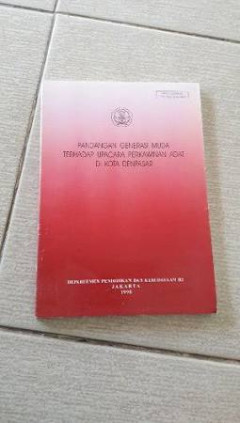 PANDANGAN GENERASI MUDA
TERHADAP UPACARA PERKAWINAN ADAT
DI KOTA DENPASAR
DEPARTEMEN PENDIDIKAN DAN KEBUDAYAAN RI
JAKARTA